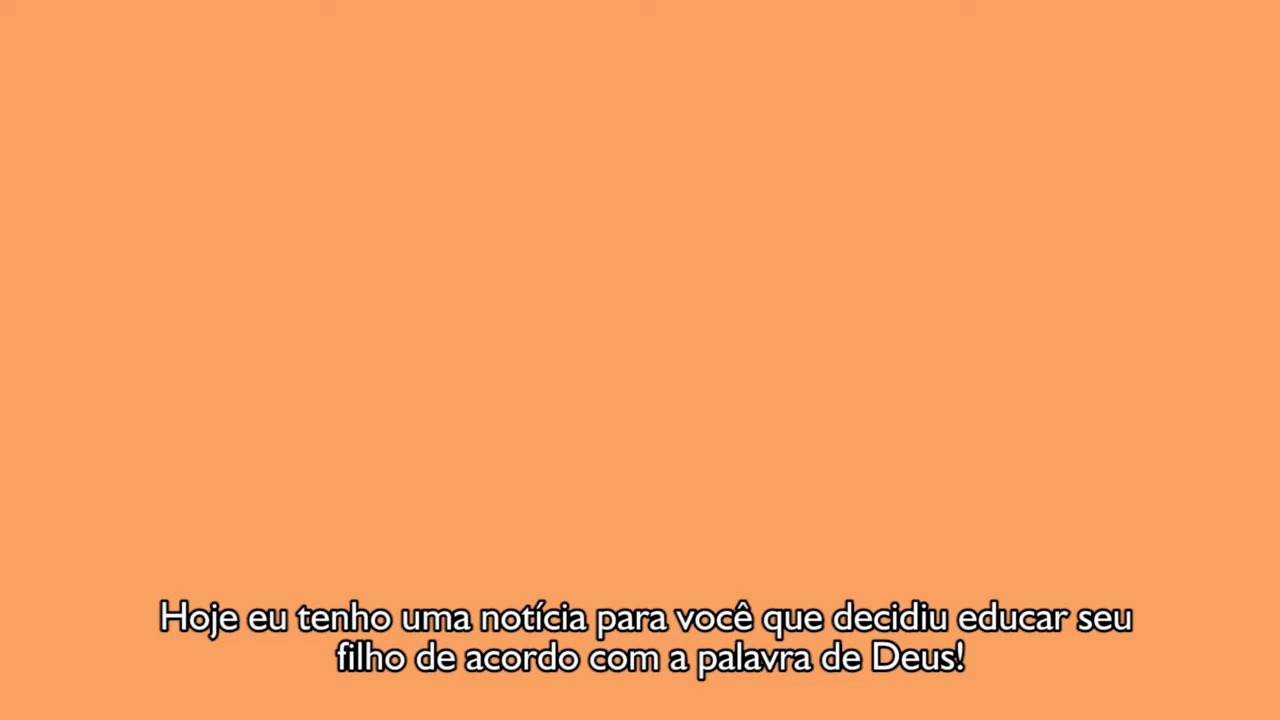 Hoje eu tenho uma notícia para você que decidiu educar seu
filho de acordo com a palavra de Deus!